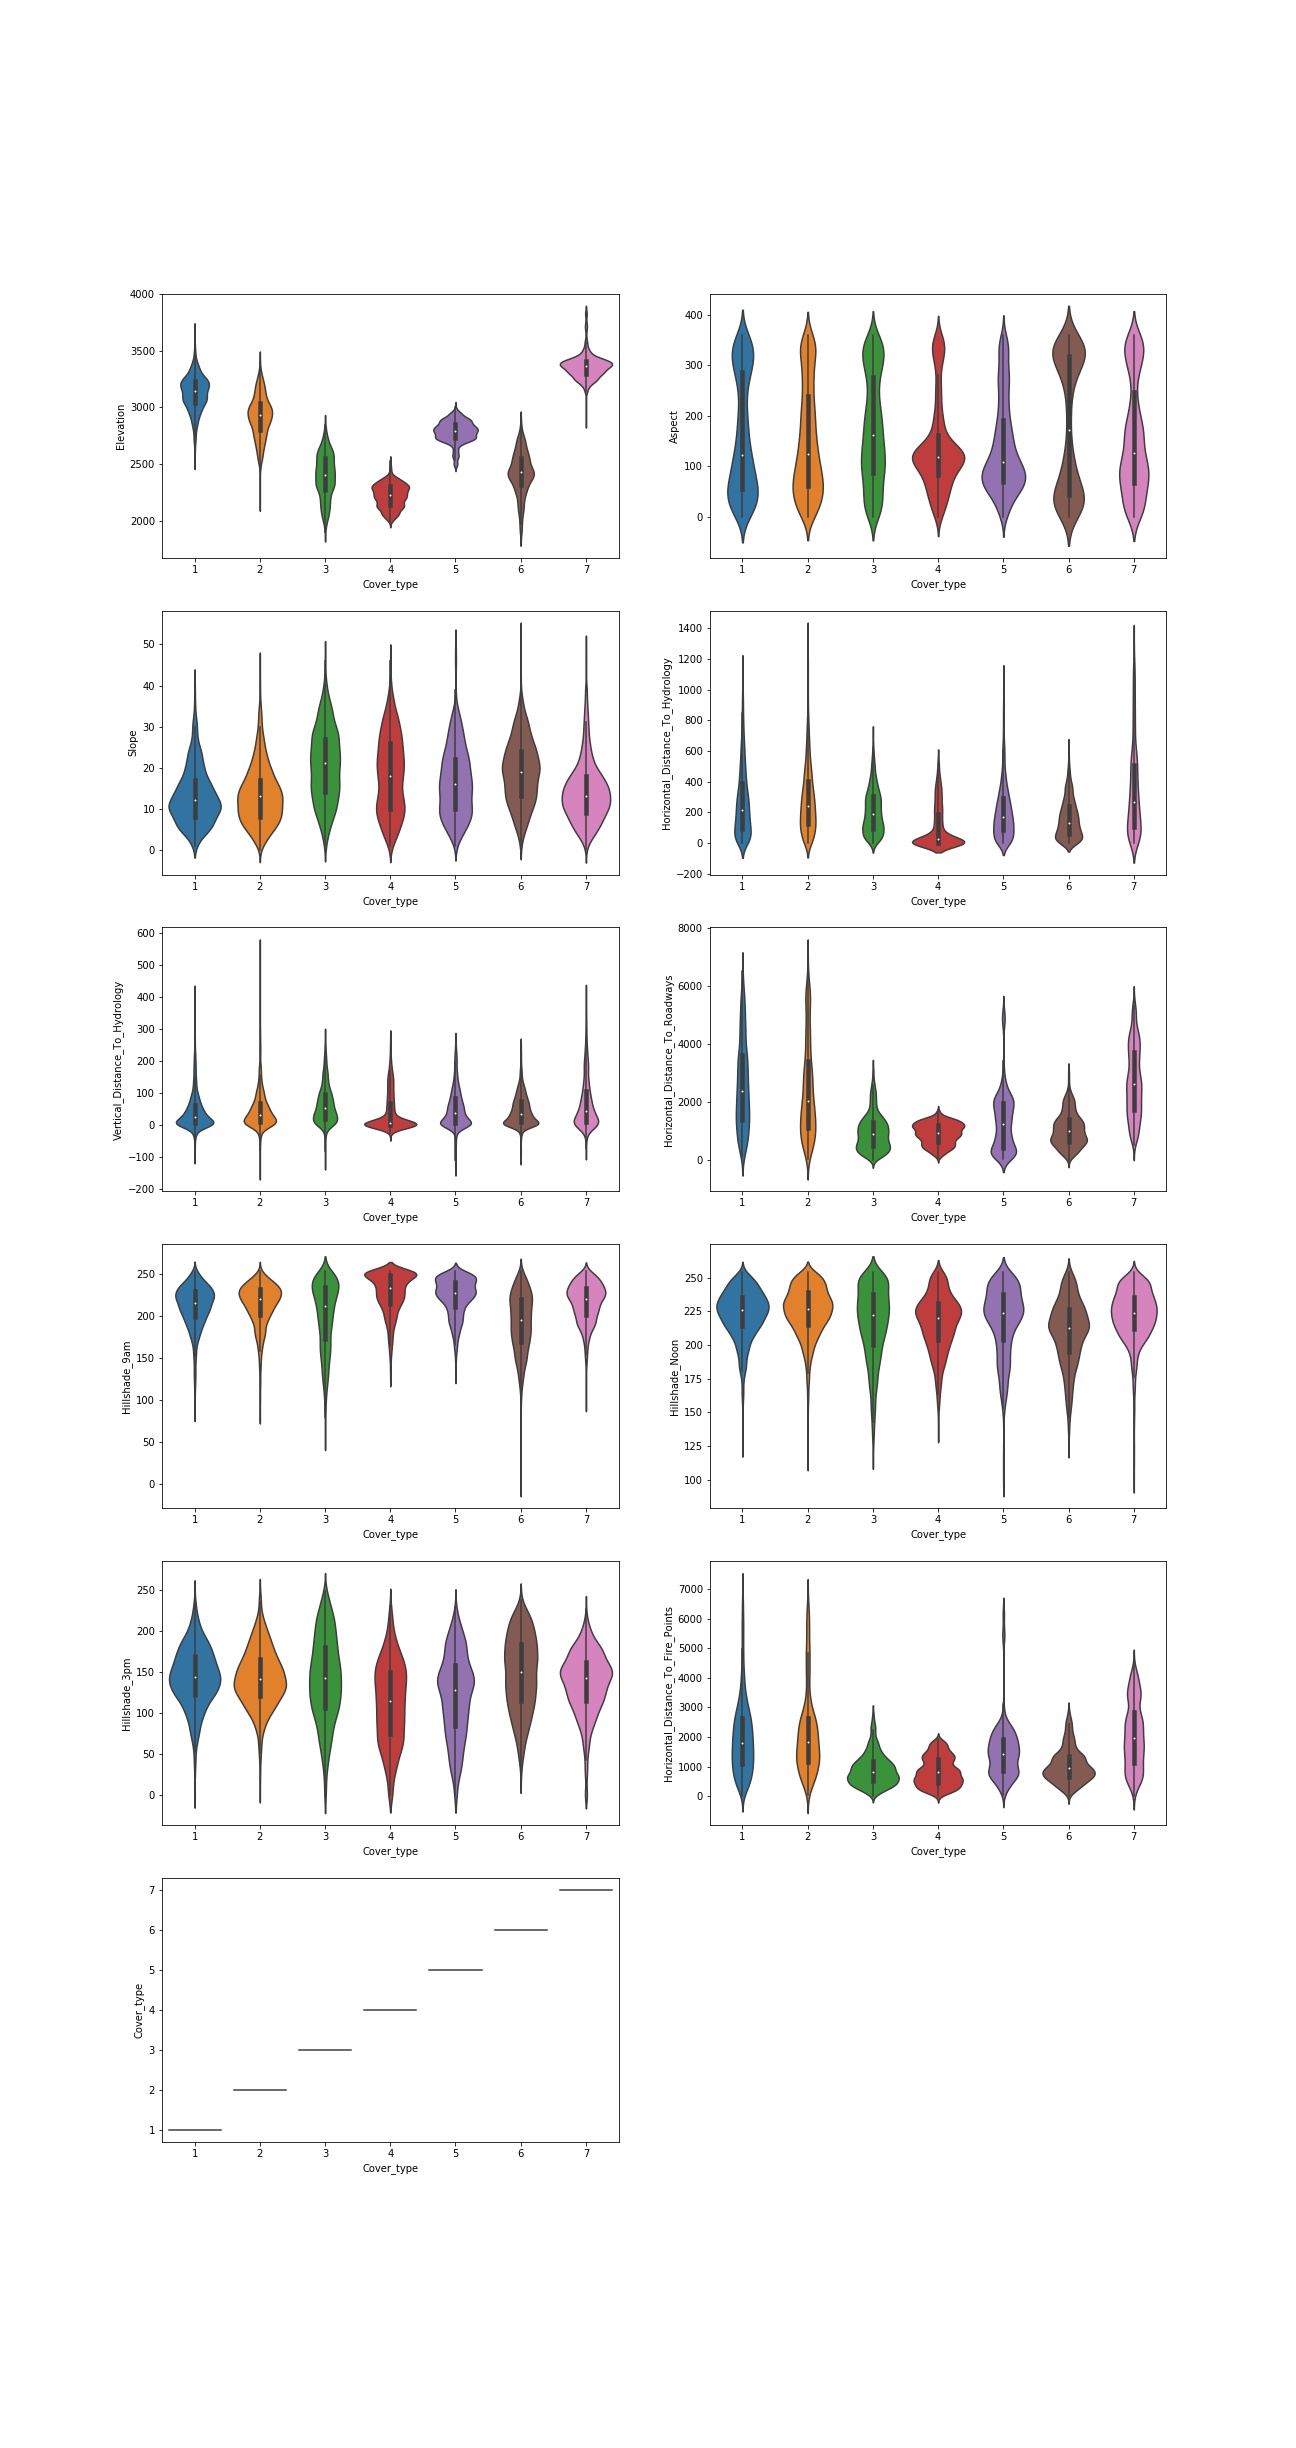 4000
3500
3000
2500
2000
Elevation
1 2 3 4 5 6 7
Cover_type
400
300
200
100
0
Aspect
1 2 3 4 5 6 7
Cover_type
50
40
30
20
10
0
Slope
1 2 3 4 5 6 7
Cover_type
1400
1200
1000
800
600
400
200
0
−200
Horizontal_Distance_To_Hydrology
1 2 3 4 5 6 7
Cover_type
600
500
400
300
200
100
0
−100
−200
Vertical_Distance_To_Hydrology
1 2 3 4 5 6 7
Cover_type
8000
6000
4000
2000
0
Horizontal_Distance_To_Roadways
1 2 3 4 5 6 7
Cover_type
250
200
150
100
50
0
Hillshade_9am
1 2 3 4 5 6 7
Cover_type
250
225
200
175
150
125
100
Hillshade_Noon
1 2 3 4 5 6 7
Cover_type
250
200
150
100
50
0
Hillshade_3pm
1 2 3 4 5 6 7
Cover_type
7000
6000
5000
4000
3000
2000
1000
0
Horizontal_Distance_To_Fire_Points
1 2 3 4 5 6 7
Cover_type
7
6
5
4
3
2
1
Cover_type
1 2 3 4 5 6 7
Cover_type